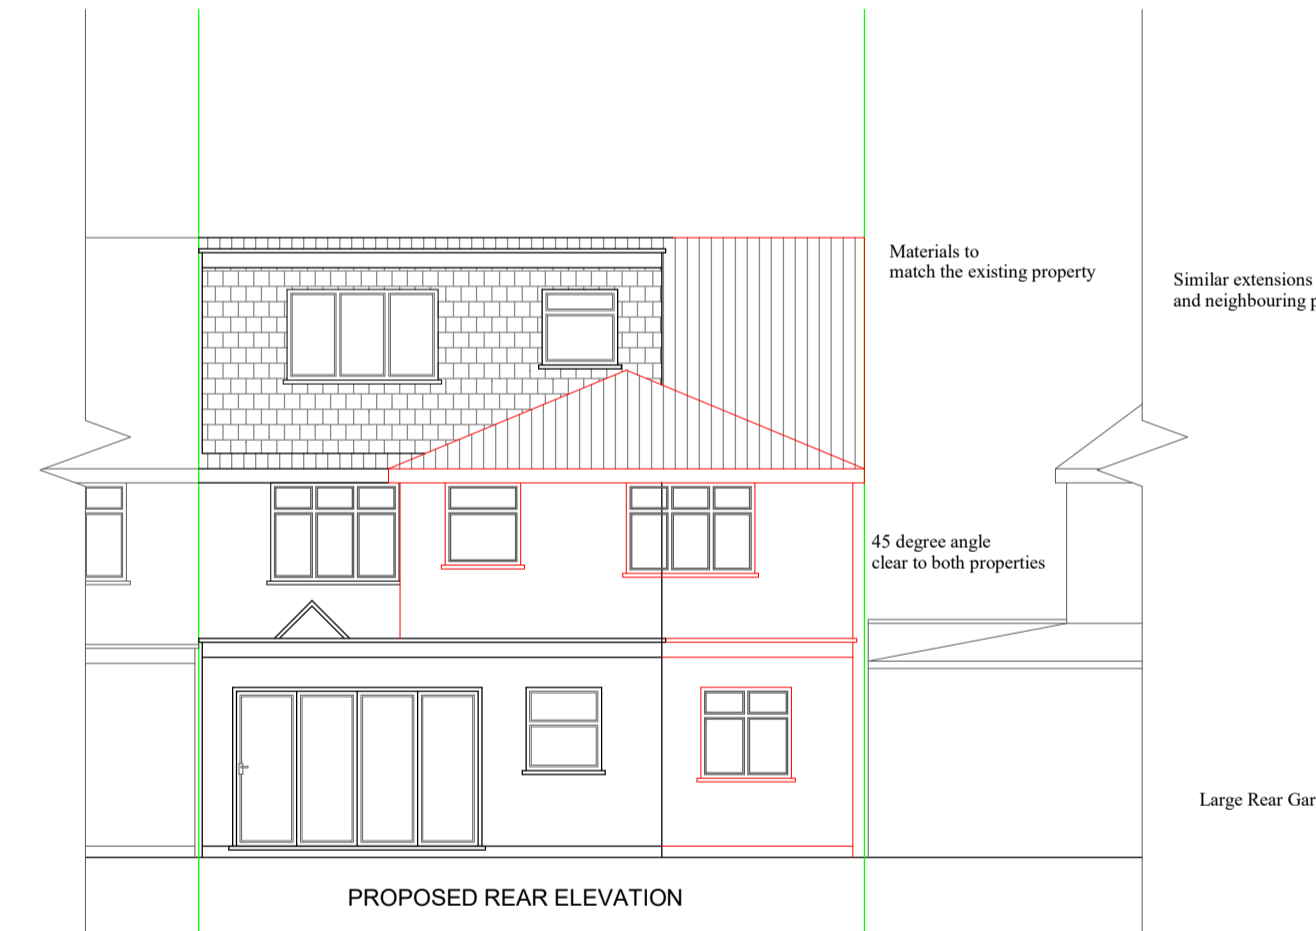 Materials to
match the existing property
Similar extensions
and neighbouring
45 degree angle
clear to both properties
Large Rear
PROPOSED REAR ELEVATION